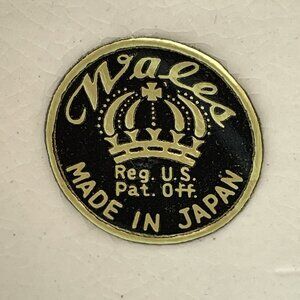 Wales
Reg. U.S.
Pat. Off.
MADE IN JAPAN